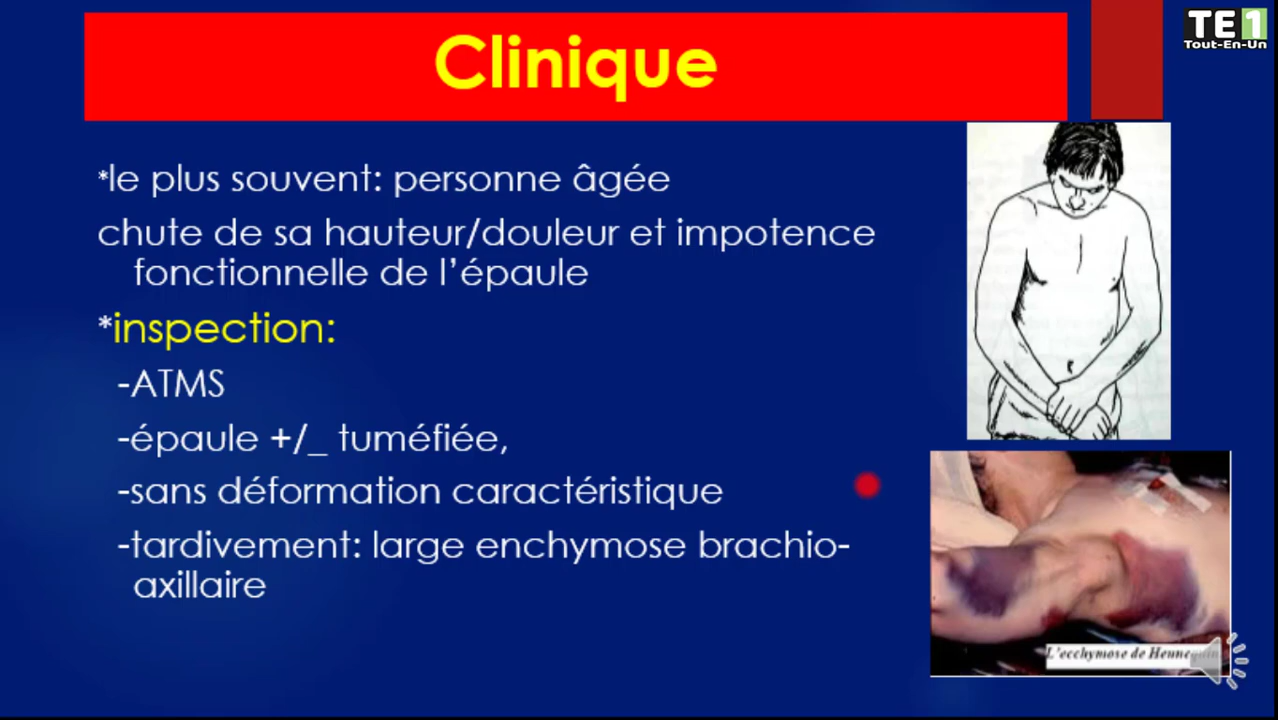 TE1
Tout-En-Un
Clinique
*le plus souvent: personne âgée
chute de sa hauteur/douleur et impotence
fonctionnelle de l’épaule
*inspection:
-ATMS
-épaule +/_ tuméfiée,
-sans déformation caractéristique
-tardivement: large enchymose brachio-
axillaire
L'ecchymose de